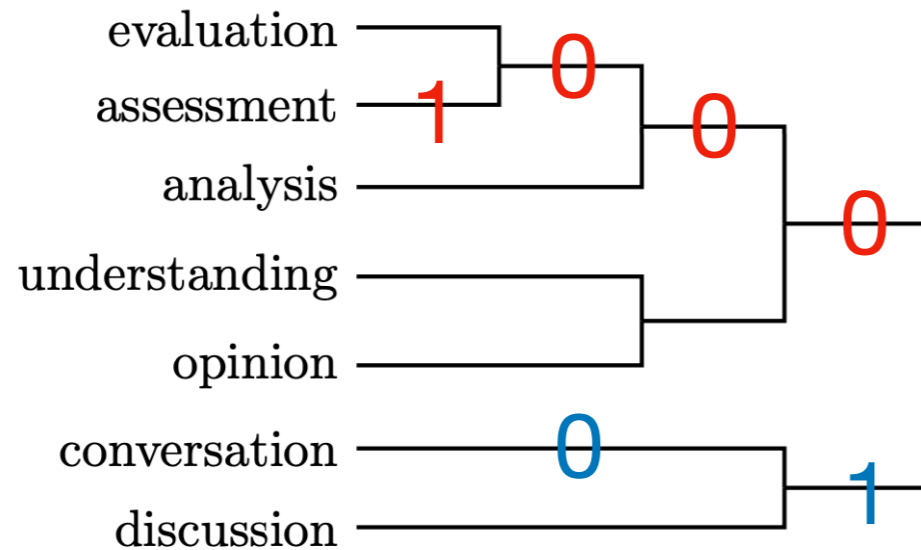 evaluation
0
assessment
1
0
analysis
0
understanding
opinion
conversation
0
1
discussion